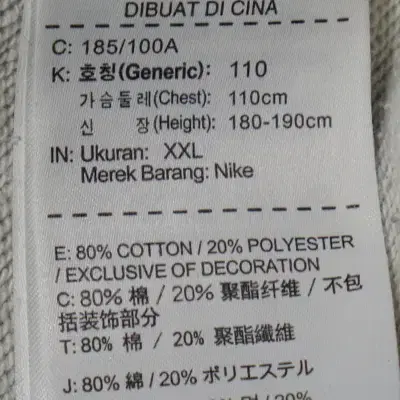 DIBUAT DI CINA
C: 185/100A
K: 호칭(Generic): 110
가슴둘레(Chest): 110cm
신 장(Height): 180-190cm
IN: Ukuran: XXL
Merek Barang: Nike
E: 80% COTTON / 20% POLYESTER
/ EXCLUSIVE OF DECORATION
C: 80% 棉 / 20% 聚酯纤维 / 不包
括装饰部分
T: 80% 棉 / 20% 聚酯纖維
J: 80% 綿 / 20% ポリエステル